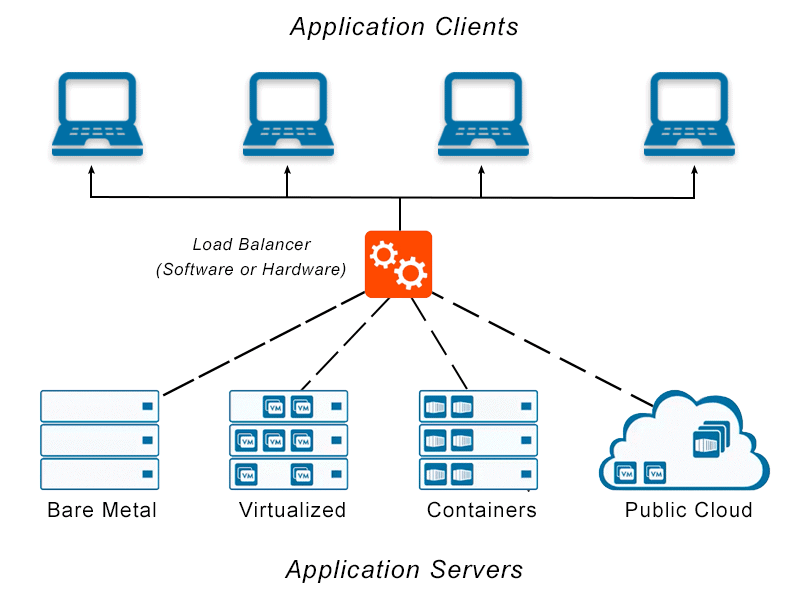 Application Clients
Load Balancer
(Software or Hardware)
VM VM
VM VM VM
VM VM
VM VM
Bare Metal Virtualized Containers Public Cloud
Application Servers